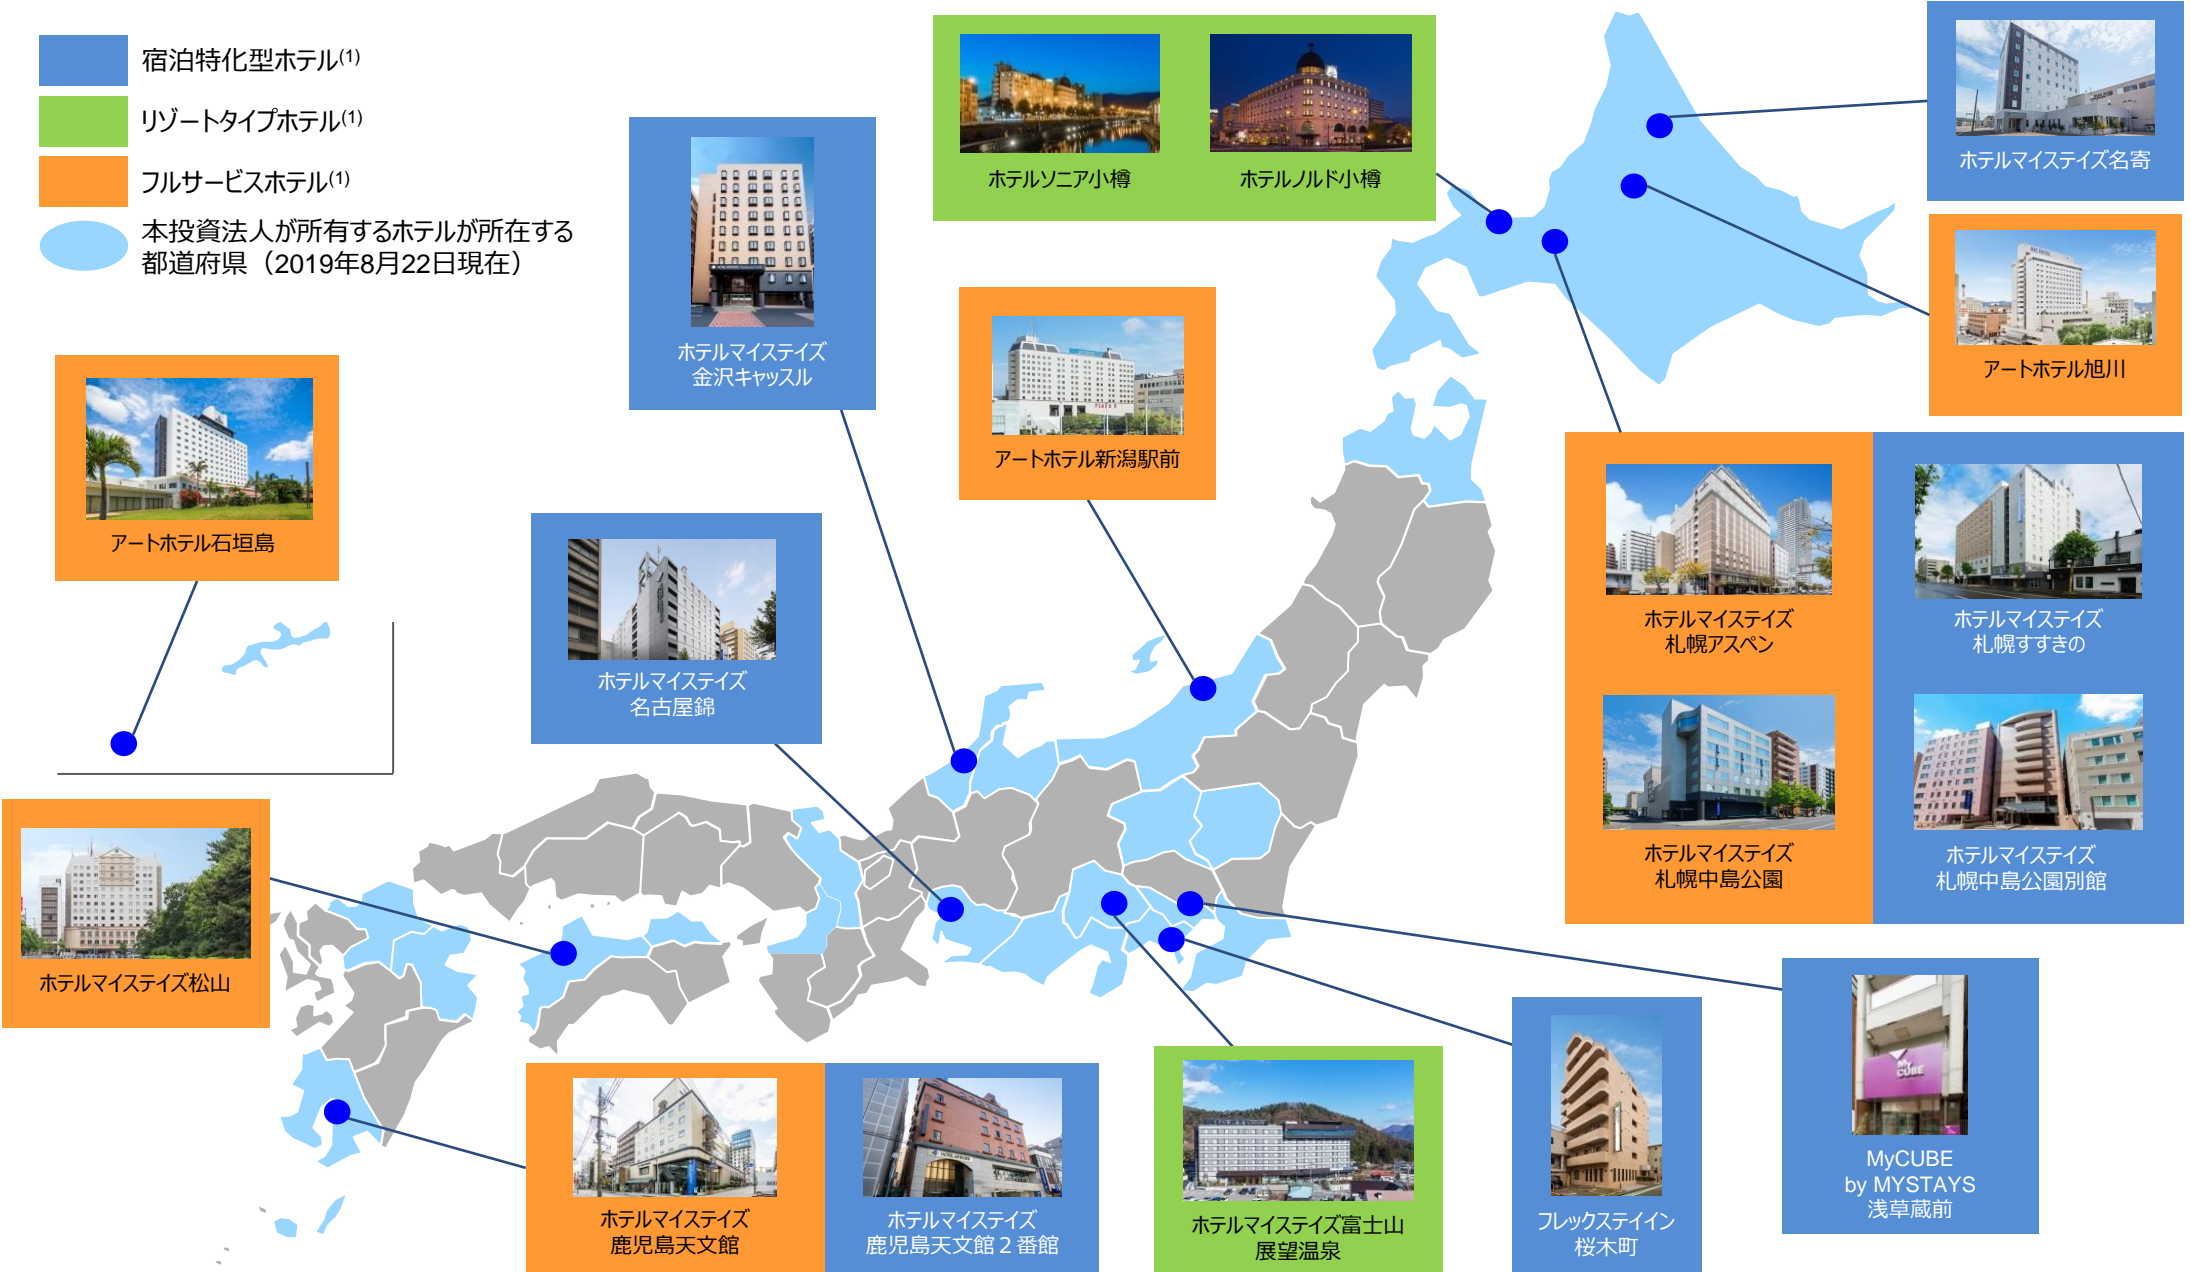 宿泊特化型ホテル(1)
リゾートタイプホテル(1)
フルサービスホテル(1)
本投資法人が所有するホテルが所在する
都道府県（2019年8月22日現在）
ホテルソニア小樽
ホテルノルド小樽
ホテルマイステイズ名寄
アートホテル旭川
ホテルマイステイズ
金沢キャッスル
アートホテル新潟駅前
アートホテル石垣島
ホテルマイステイズ
名古屋錦
ホテルマイステイズ
札幌アスペン
ホテルマイステイズ
札幌すすきの
ホテルマイステイズ
札幌中島公園
ホテルマイステイズ
札幌中島公園別館
ホテルマイステイズ松山
ホテルマイステイズ
鹿児島天文館
ホテルマイステイズ
鹿児島天文館２番館
ホテルマイステイズ富士山
展望温泉
フレックステイイン
桜木町
My
CUBE
MyCUBE
by MYSTAYS
浅草蔵前